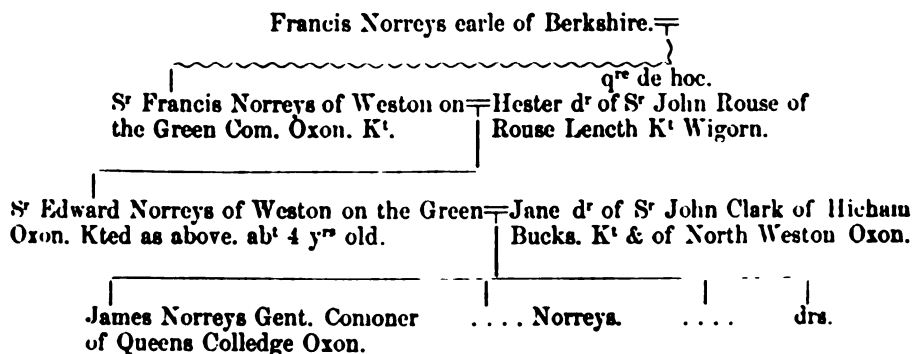 Francis Norreys earle of Berkshire.
qʳᵉ de hoc.
Sʳ Francis Norreys of Weston on the Green Com. Oxon. Kᵗ.
Hester dʳ of Sʳ John Rouse of Rouse Lencth Kᵗ Wigorn.
Sʳ Edward Norreys of Weston on the Green Oxon. Kted as above. abᵗ 4 yʳˢ old.
Jane dʳ of Sʳ John Clark of Hicham Bucks. Kᵗ & of North Weston Oxon.
James Norreys Gent. Comoner of Queens Colledge Oxon.
.... Norreys.
.... drs.